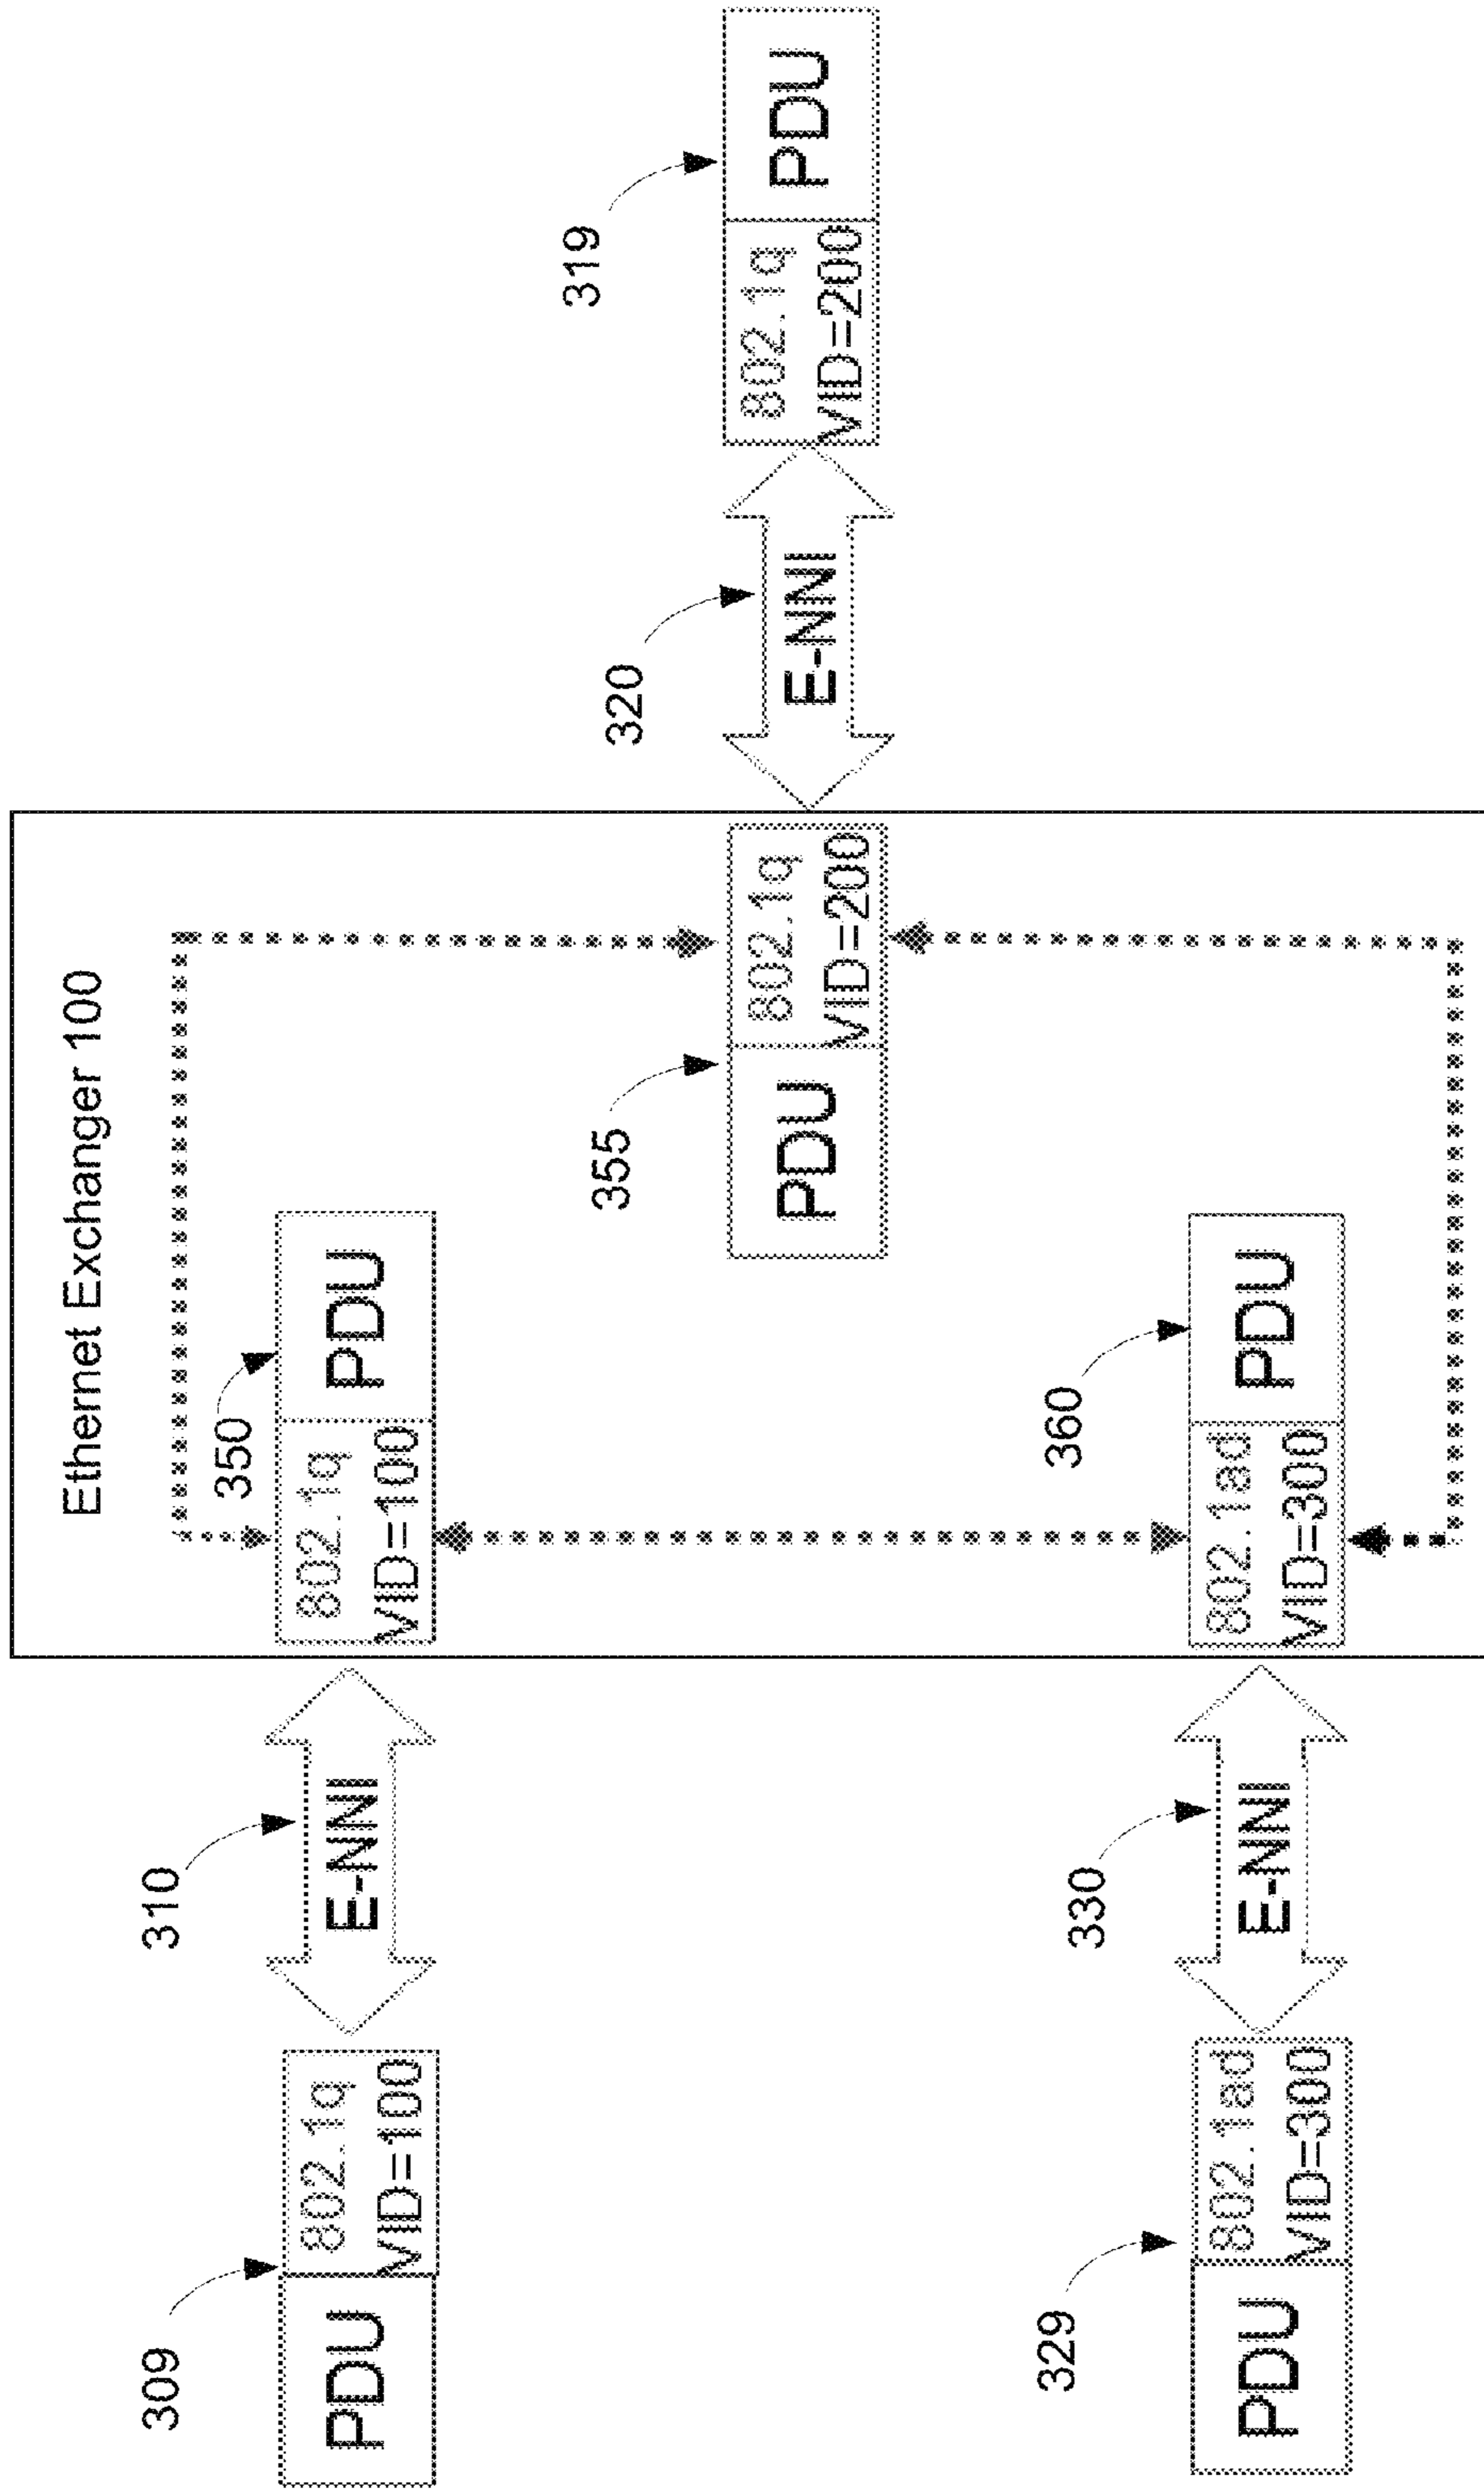 Ethernet Exchanger 100
309
PDU
802.1q
VID=100
310
E-NNI
350
802.1q
VID=100
PDU
355
PDU
802.1q
VID=200
320
E-NNI
319
802.1q
VID=200
PDU
329
PDU
802.1ad
VID=300
330
E-NNI
360
802.1ad
VID=300
PDU